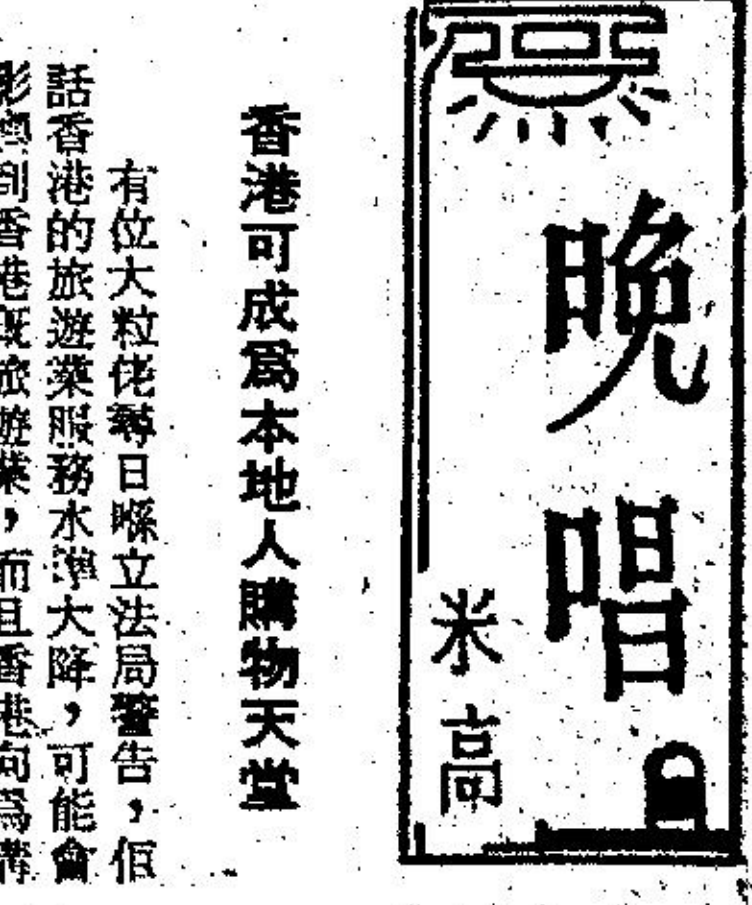 晚唱
米高
香港可成爲本地人購物天堂
有位大粒佬尋日喺立法局警告，佢
話香港的旅遊業服務水準大降，可能會
影響到香港嘅旅遊業，而且香港向爲購